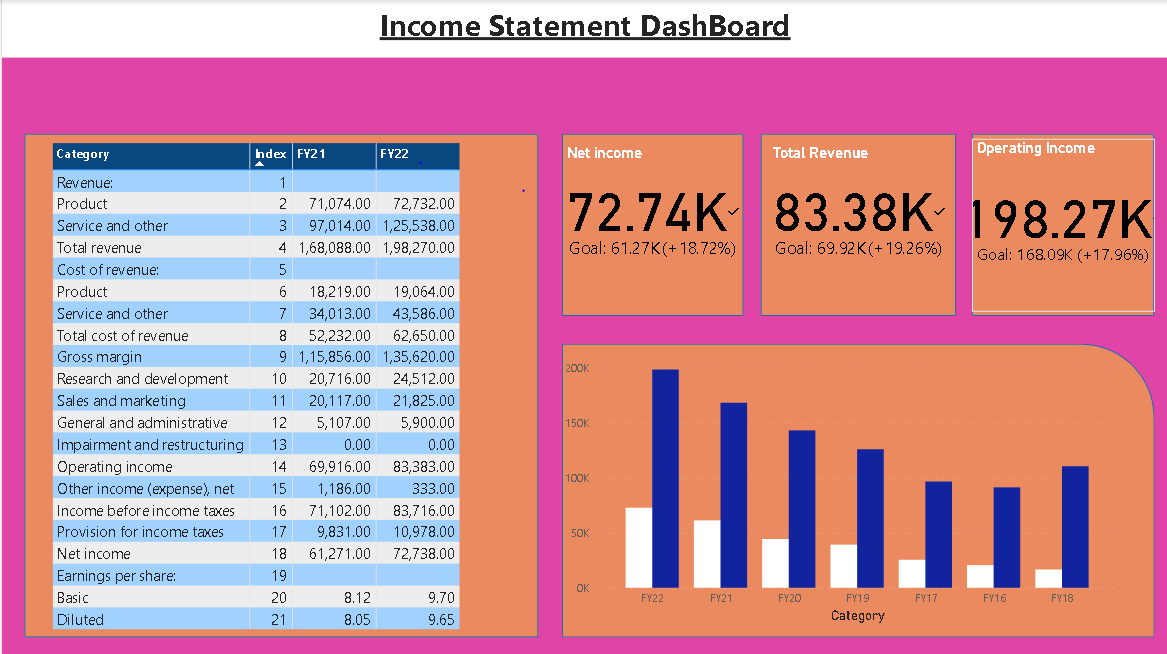 Income Statement DashBoard
Category Index FY21 FY22
Revenue: 1
Product 2 71,074.00 72,732.00
Service and other 3 97,014.00 1,25,538.00
Total revenue 4 1,68,088.00 1,98,270.00
Cost of revenue: 5
Product 6 18,219.00 19,064.00
Service and other 7 34,013.00 43,586.00
Total cost of revenue 8 52,232.00 62,650.00
Gross margin 9 1,15,856.00 1,35,620.00
Research and development 10 20,716.00 24,512.00
Sales and marketing 11 20,117.00 21,825.00
General and administrative 12 5,107.00 5,900.00
Impairment and restructuring 13 0.00 0.00
Operating income 14 69,916.00 83,383.00
Other income (expense), net 15 1,186.00 333.00
Income before income taxes 16 71,102.00 83,716.00
Provision for income taxes 17 9,831.00 10,978.00
Net income 18 61,271.00 72,738.00
Earnings per share: 19
Basic 20 8.12 9.70
Diluted 21 8.05 9.65
Net income
72.74K✓
Goal: 61.27K (+18.72%)
Total Revenue
83.38K✓
Goal: 69.92K (+19.26%)
Operating Income
198.27K
Goal: 168.09K (+17.96%)
200K
150K
100K
50K
0K
FY22 FY21 FY20 FY19 FY17 FY16 FY18
Category